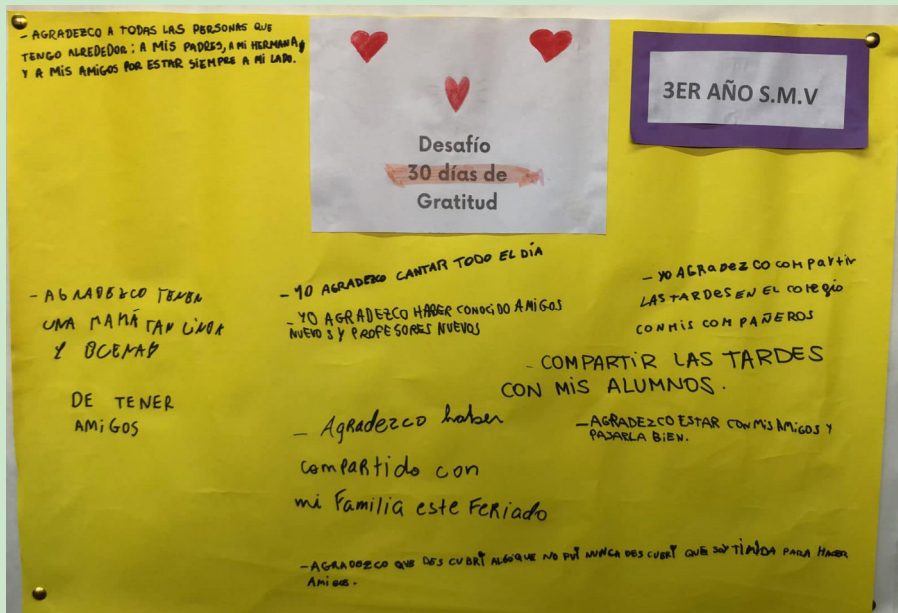 - AGRADEZCO A TODAS LAS PERSONAS QUE
TENGO ALREDEDOR: A MIS PADRES, A MI HERMANA,
Y A MIS AMIGOS POR ESTAR SIEMPRE A MI LADO.
Desafío
30 días de
Gratitud
3ER AÑO S.M.V
- AGRADEZCO TENER
UNA MAMÁ TAN LINDA
Y
DE TENER
AMIGOS
- YO AGRADEZCO CANTAR TODO EL DÍA
- YO AGRADEZCO HABER CONOCIDO AMIGOS
NUEVOS Y PROFESORES NUEVOS
- YO AGRADEZCO COMPARTIR
LAS TARDES EN EL COLEGIO
CON MIS COMPAÑEROS
- COMPARTIR LAS TARDES
CON MIS ALUMNOS.
- Agradezco haber
compartido con
mi Familia este Feriado
- AGRADEZCO ESTAR CON MIS AMIGOS Y
PASARLA BIEN.
- AGRADEZCO QUE DESCUBRÍ ALGO QUE NO FUI NUNCA DESCUBRÍ QUE SOY TÍMIDA PARA HACER
AMIGOS.